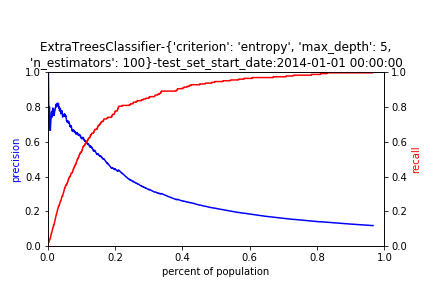 ExtraTreesClassifier-{'criterion': 'entropy', 'max_depth': 5,
'n_estimators': 100}-test_set_start_date:2014-01-01 00:00:00
1.0
0.8
0.6
0.4
0.2
0.0
precision
1.0
0.8
0.6
0.4
0.2
0.0
recall
0.0 0.2 0.4 0.6 0.8 1.0
percent of population